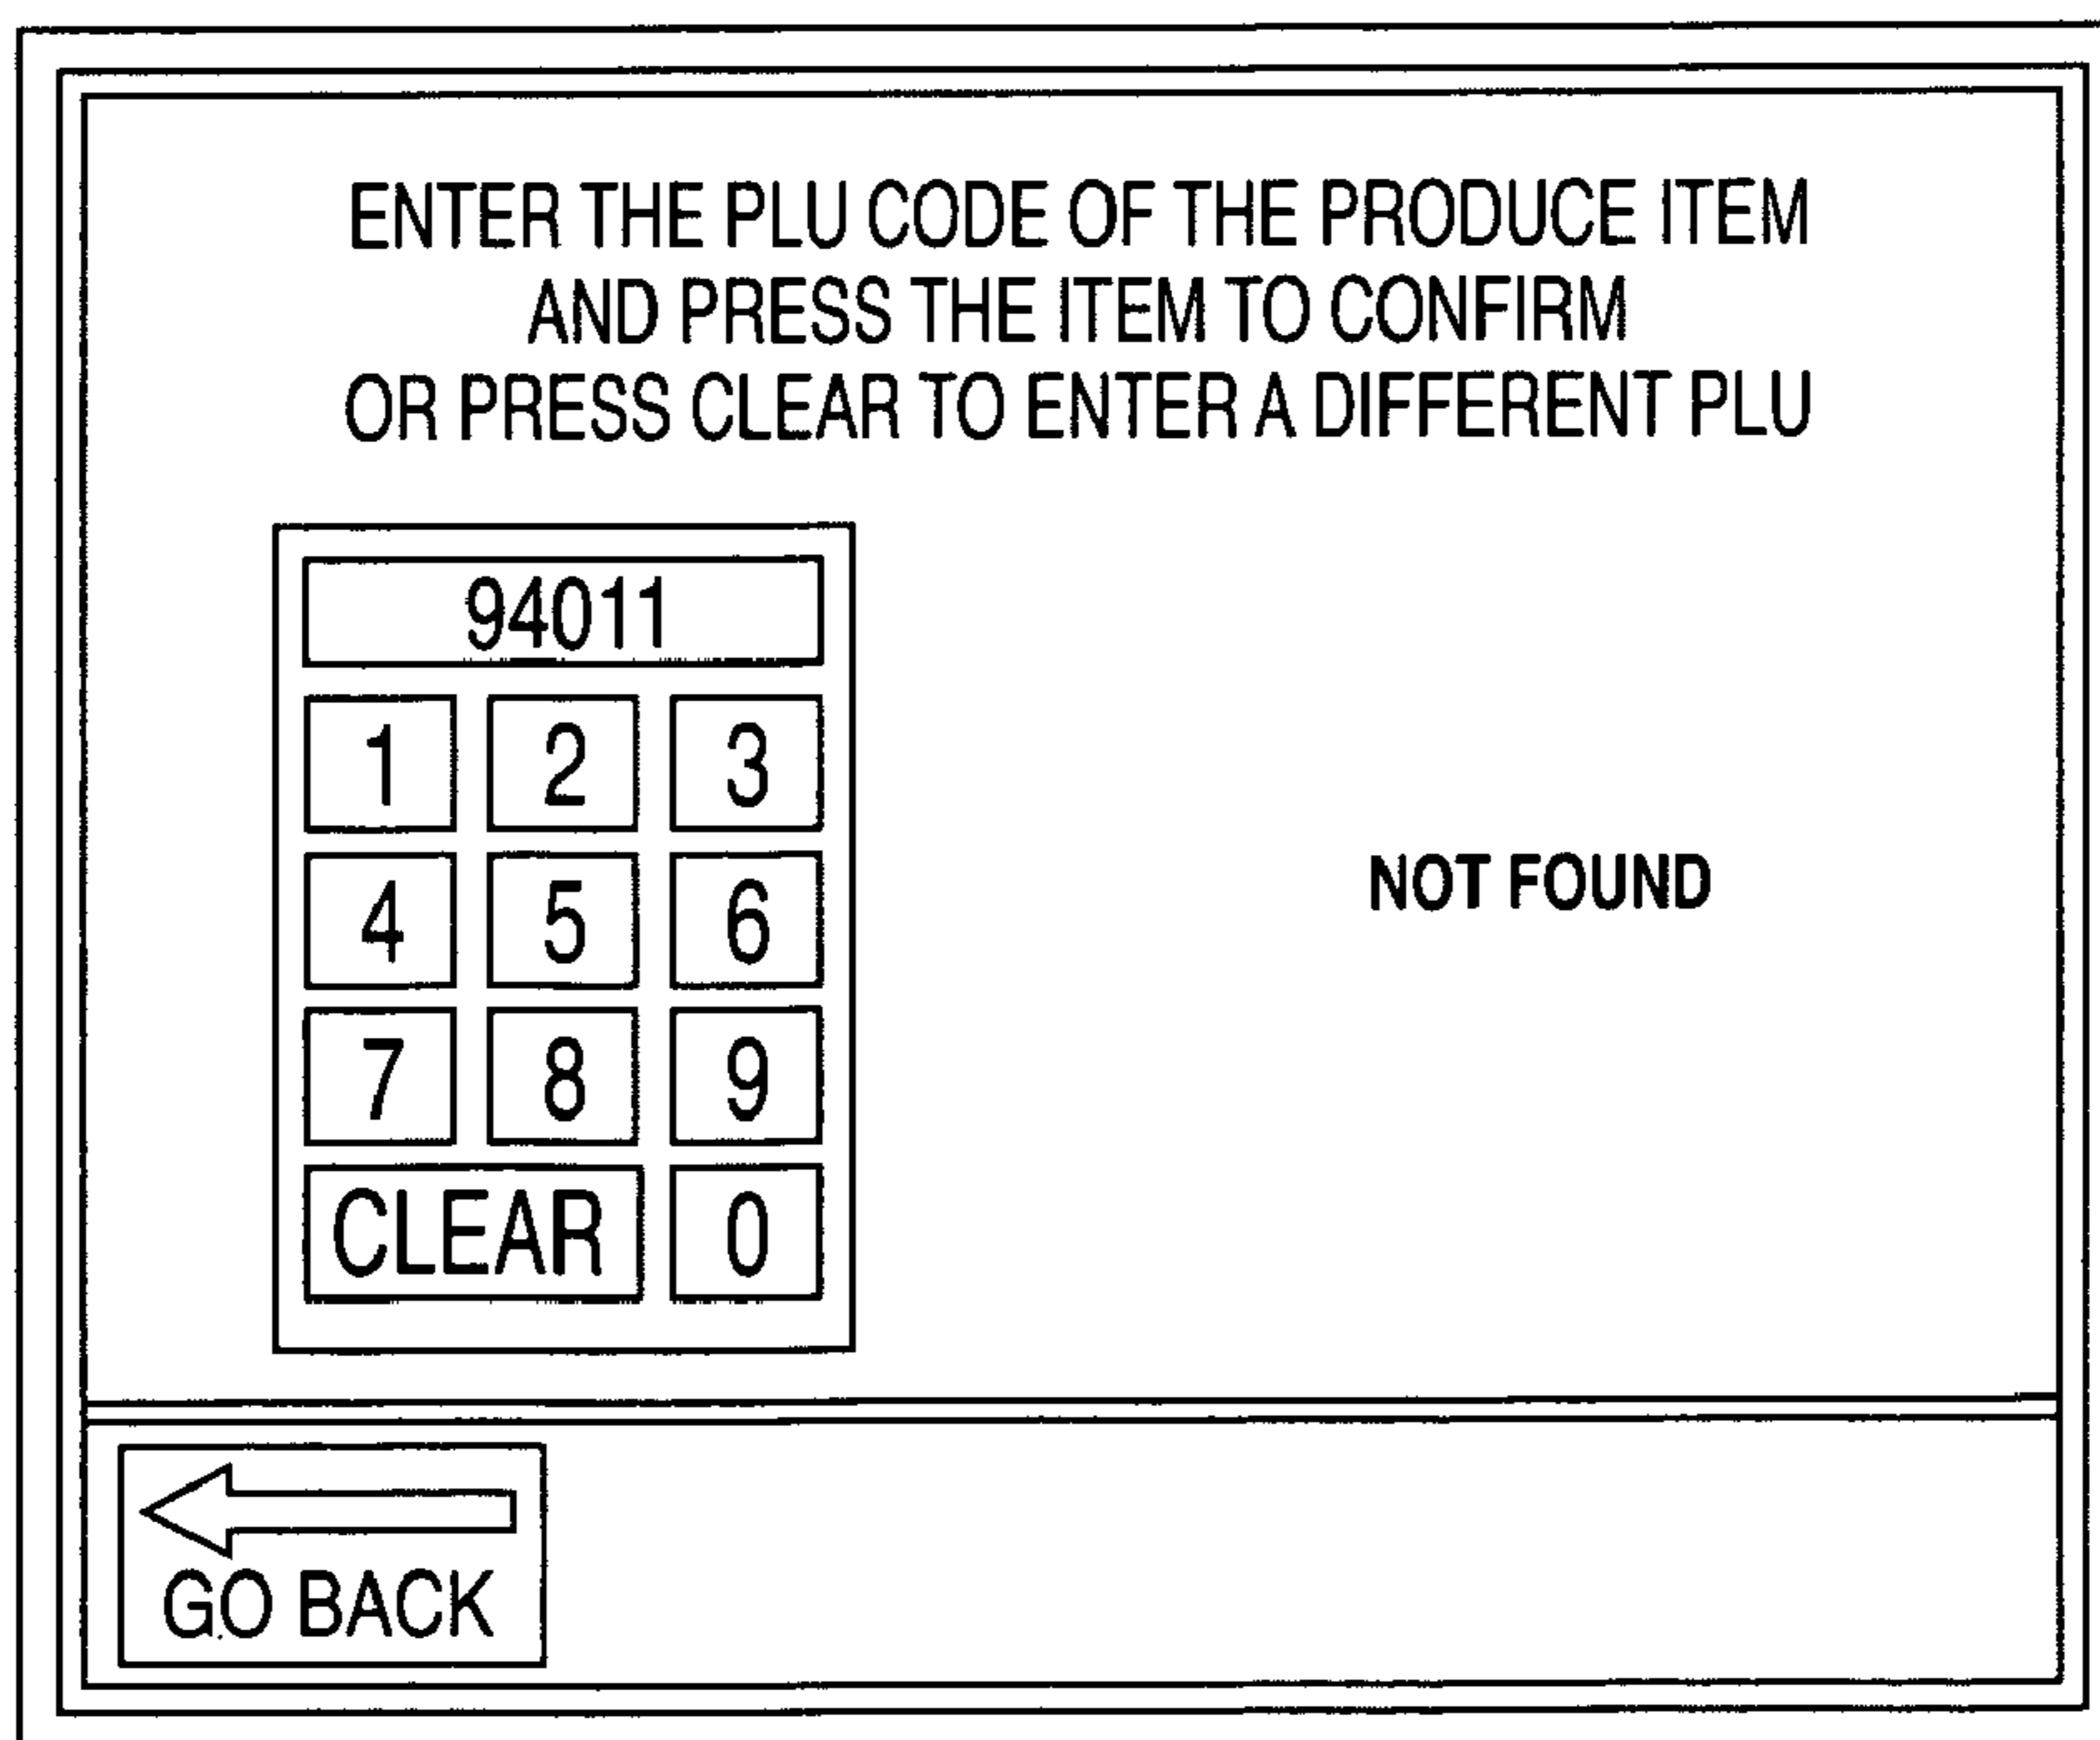 ENTER THE PLU CODE OF THE PRODUCE ITEM
AND PRESS THE ITEM TO CONFIRM
OR PRESS CLEAR TO ENTER A DIFFERENT PLU
94011
1 2 3
4 5 6
7 8 9
CLEAR 0
NOT FOUND
GO BACK